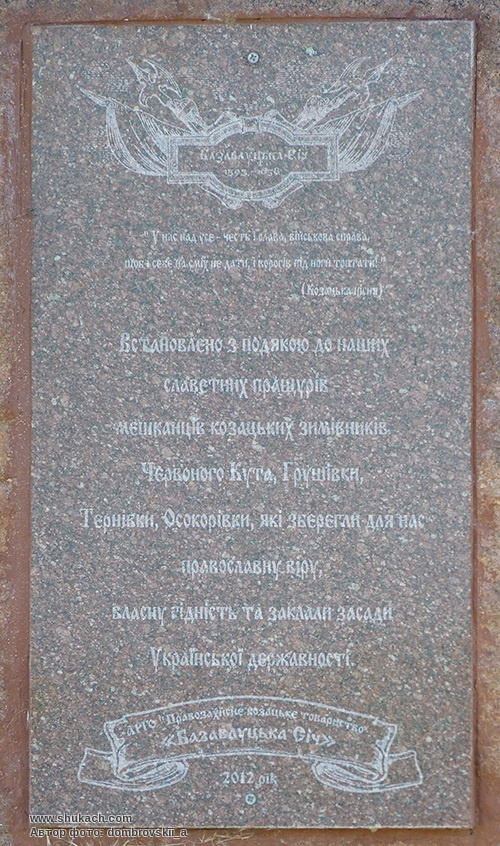 Базавлуцька Січ
1593 - 1638
"У нас над усе - честь і слава, військова справа,
щоб і себе на сміх не дати, і ворогів під ноги топтати!"
(Козацька пісня)
Встановлено з подякою до наших
славетних пращурів -
мешканців козацьких зимівників
Червоного Кута, Грушівки,
Тернівки, Осокорівки, які зберегли для нас
православну віру,
власну гідність та заклали засади
Української державності.
"Правозахисне козацьке товариство"
«Базавлуцька Січ»
2012 рік
www.shukach.com
Автор фото: dombrovskii_a